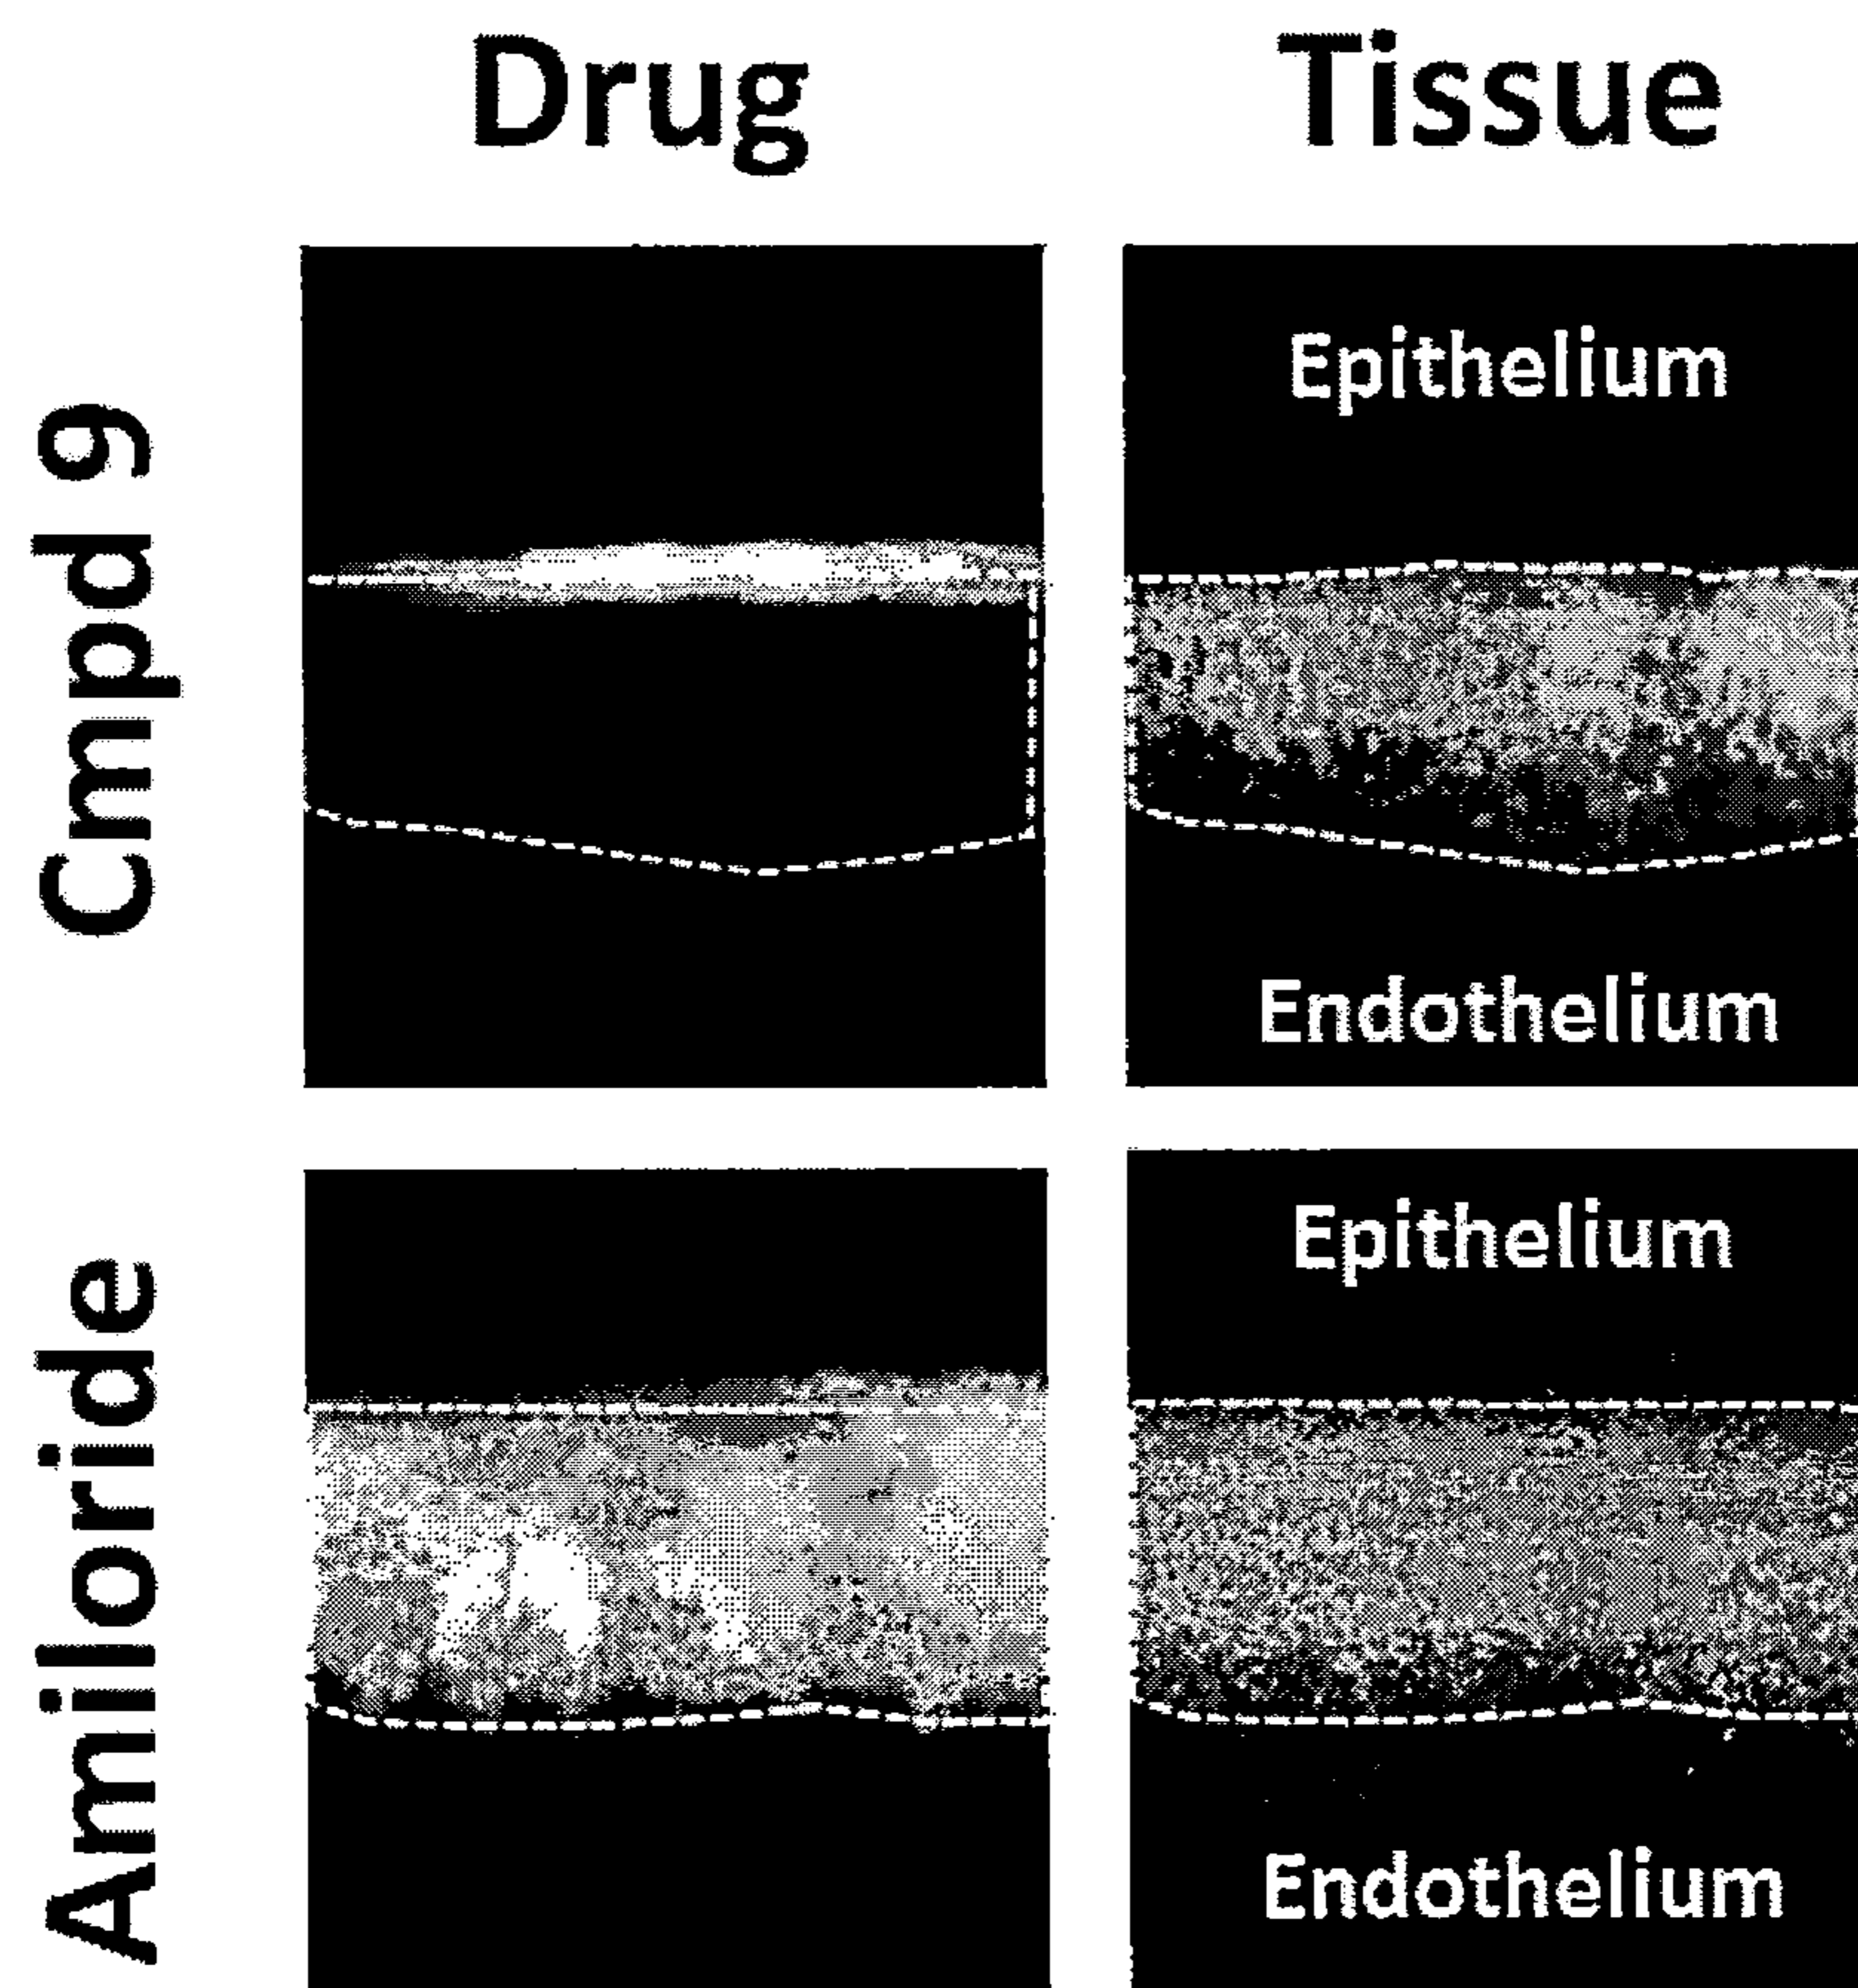 Drug
Tissue
Cmpd 9
Epithelium
Endothelium
Amiloride
Epithelium
Endothelium